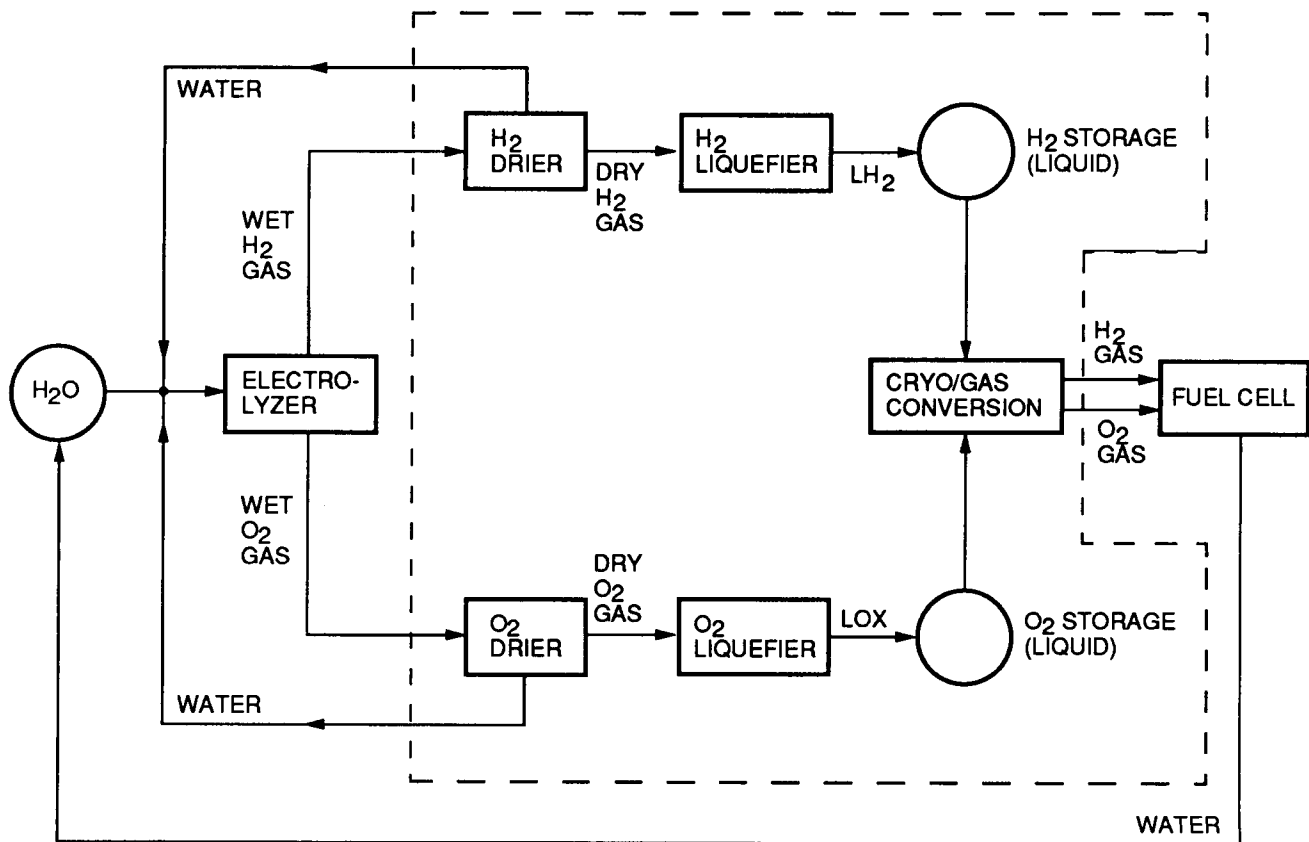 WATER
H2
DRIER
DRY
H2
GAS
H2
LIQUEFIER
LH2
H2 STORAGE
(LIQUID)
WET
H2
GAS
H2O
ELECTRO-
LYZER
CRYO/GAS
CONVERSION
H2
GAS
FUEL CELL
O2
GAS
WET
O2
GAS
DRY
O2
GAS
O2
DRIER
O2
LIQUEFIER
LOX
O2 STORAGE
(LIQUID)
WATER
WATER